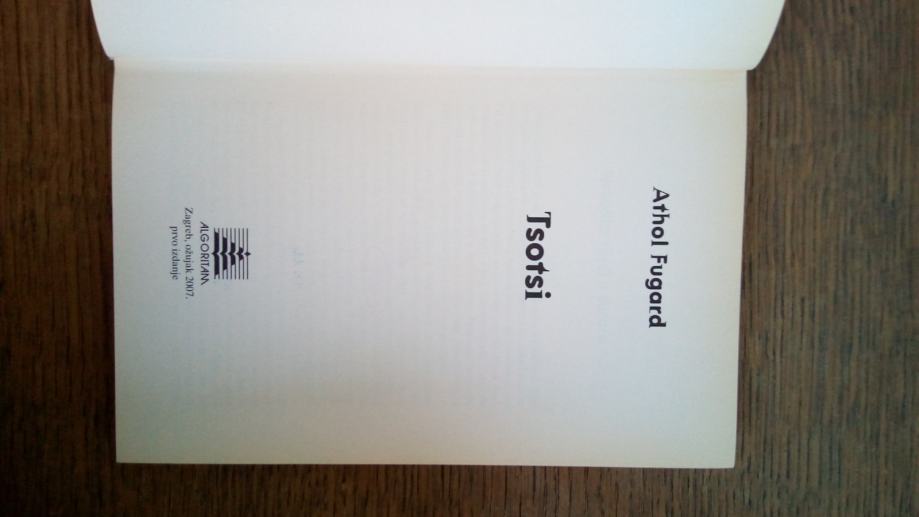 Athol Fugard
Tsotsi
ALGORITAM
Zagreb, ožujak 2007.
prvo izdanje